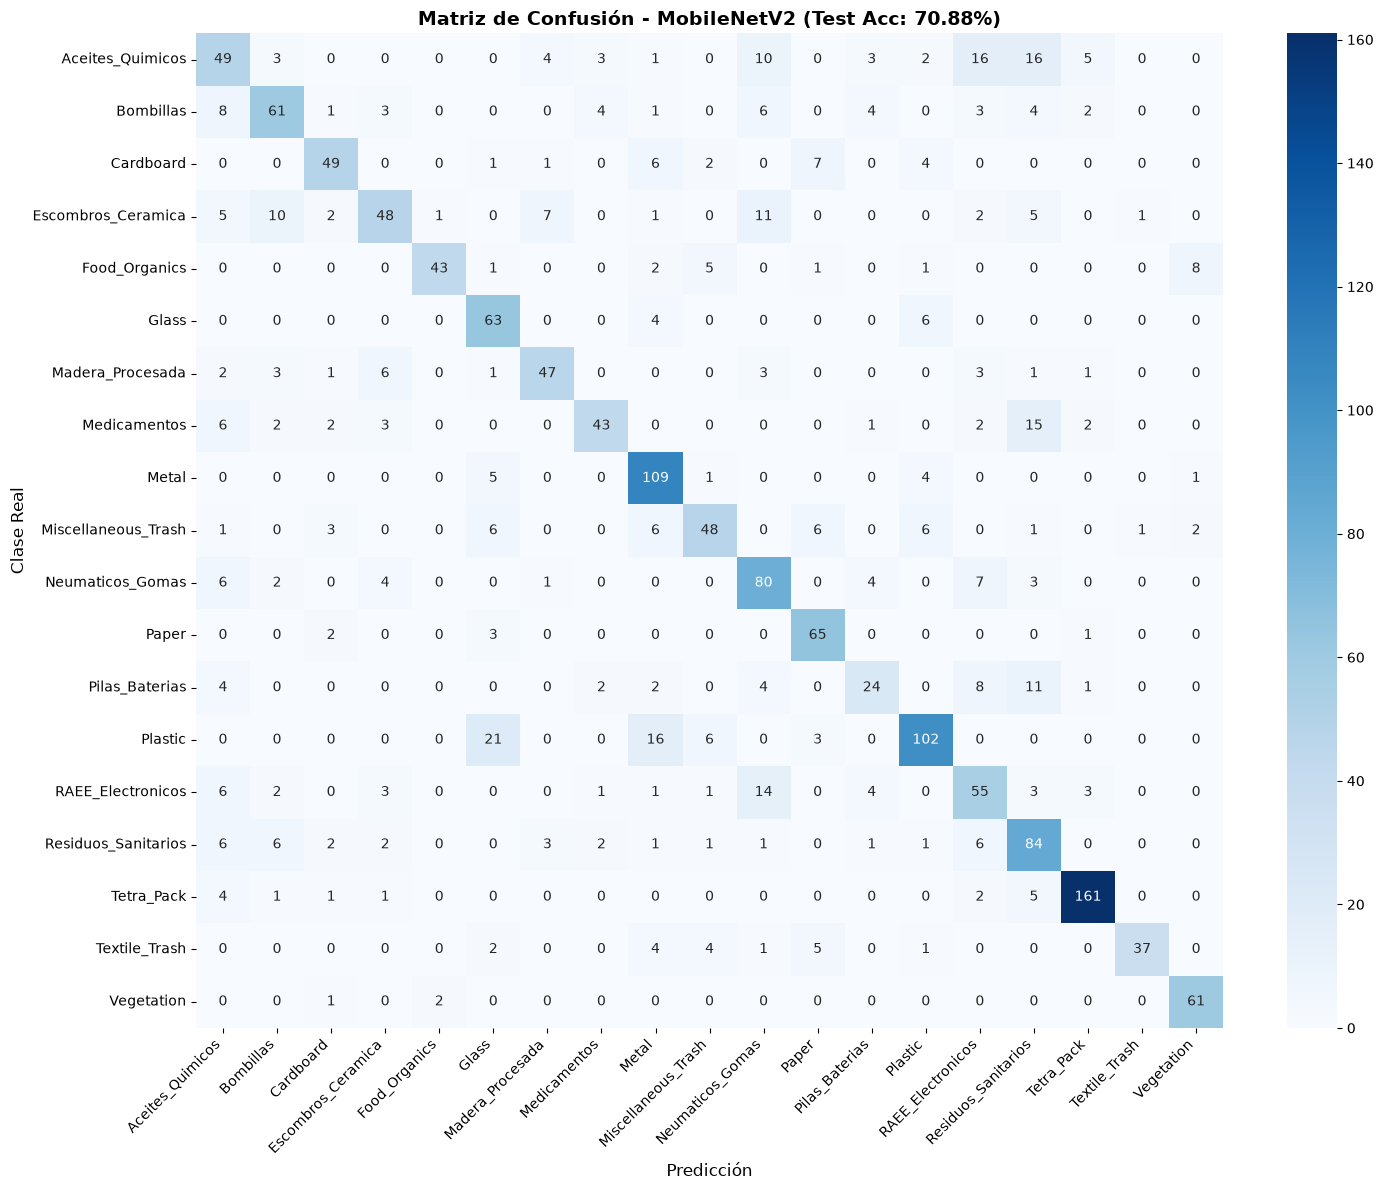 Matriz de Confusión - MobileNetV2 (Test Acc: 70.88%)
Clase Real
Aceites_Quimicos 49 3 0 0 0 0 4 3 1 0 10 0 3 2 16 16 5 0 0
Bombillas 8 61 1 3 0 0 0 4 1 0 6 0 4 0 3 4 2 0 0
Cardboard 0 0 49 0 0 1 1 0 6 2 0 7 0 4 0 0 0 0 0
Escombros_Ceramica 5 10 2 48 1 0 7 0 1 0 11 0 0 0 2 5 0 1 0
Food_Organics 0 0 0 0 43 1 0 0 2 5 0 1 0 1 0 0 0 0 8
Glass 0 0 0 0 0 63 0 0 4 0 0 0 0 6 0 0 0 0 0
Madera_Procesada 2 3 1 6 0 1 47 0 0 0 3 0 0 0 3 1 1 0 0
Medicamentos 6 2 2 3 0 0 0 43 0 0 0 0 1 0 2 15 2 0 0
Metal 0 0 0 0 0 5 0 0 109 1 0 0 0 4 0 0 0 0 1
Miscellaneous_Trash 1 0 3 0 0 6 0 0 6 48 0 6 0 6 0 1 0 1 2
Neumaticos_Gomas 6 2 0 4 0 0 1 0 0 0 80 0 4 0 7 3 0 0 0
Paper 0 0 2 0 0 3 0 0 0 0 0 65 0 0 0 0 1 0 0
Pilas_Baterias 4 0 0 0 0 0 0 2 2 0 4 0 24 0 8 11 1 0 0
Plastic 0 0 0 0 0 21 0 0 16 6 0 3 0 102 0 0 0 0 0
RAEE_Electronicos 6 2 0 3 0 0 0 1 1 1 14 0 4 0 55 3 3 0 0
Residuos_Sanitarios 6 6 2 2 0 0 3 2 1 1 1 0 1 1 6 84 0 0 0
Tetra_Pack 4 1 1 1 0 0 0 0 0 0 0 0 0 0 2 5 161 0 0
Textile_Trash 0 0 0 0 0 2 0 0 4 4 1 5 0 1 0 0 0 37 0
Vegetation 0 0 1 0 2 0 0 0 0 0 0 0 0 0 0 0 0 0 61
Aceites_Quimicos
Bombillas
Cardboard
Escombros_Ceramica
Food_Organics
Glass
Madera_Procesada
Medicamentos
Metal
Miscellaneous_Trash
Neumaticos_Gomas
Paper
Pilas_Baterias
Plastic
RAEE_Electronicos
Residuos_Sanitarios
Tetra_Pack
Textile_Trash
Vegetation
Predicción
160
140
120
100
80
60
40
20
0